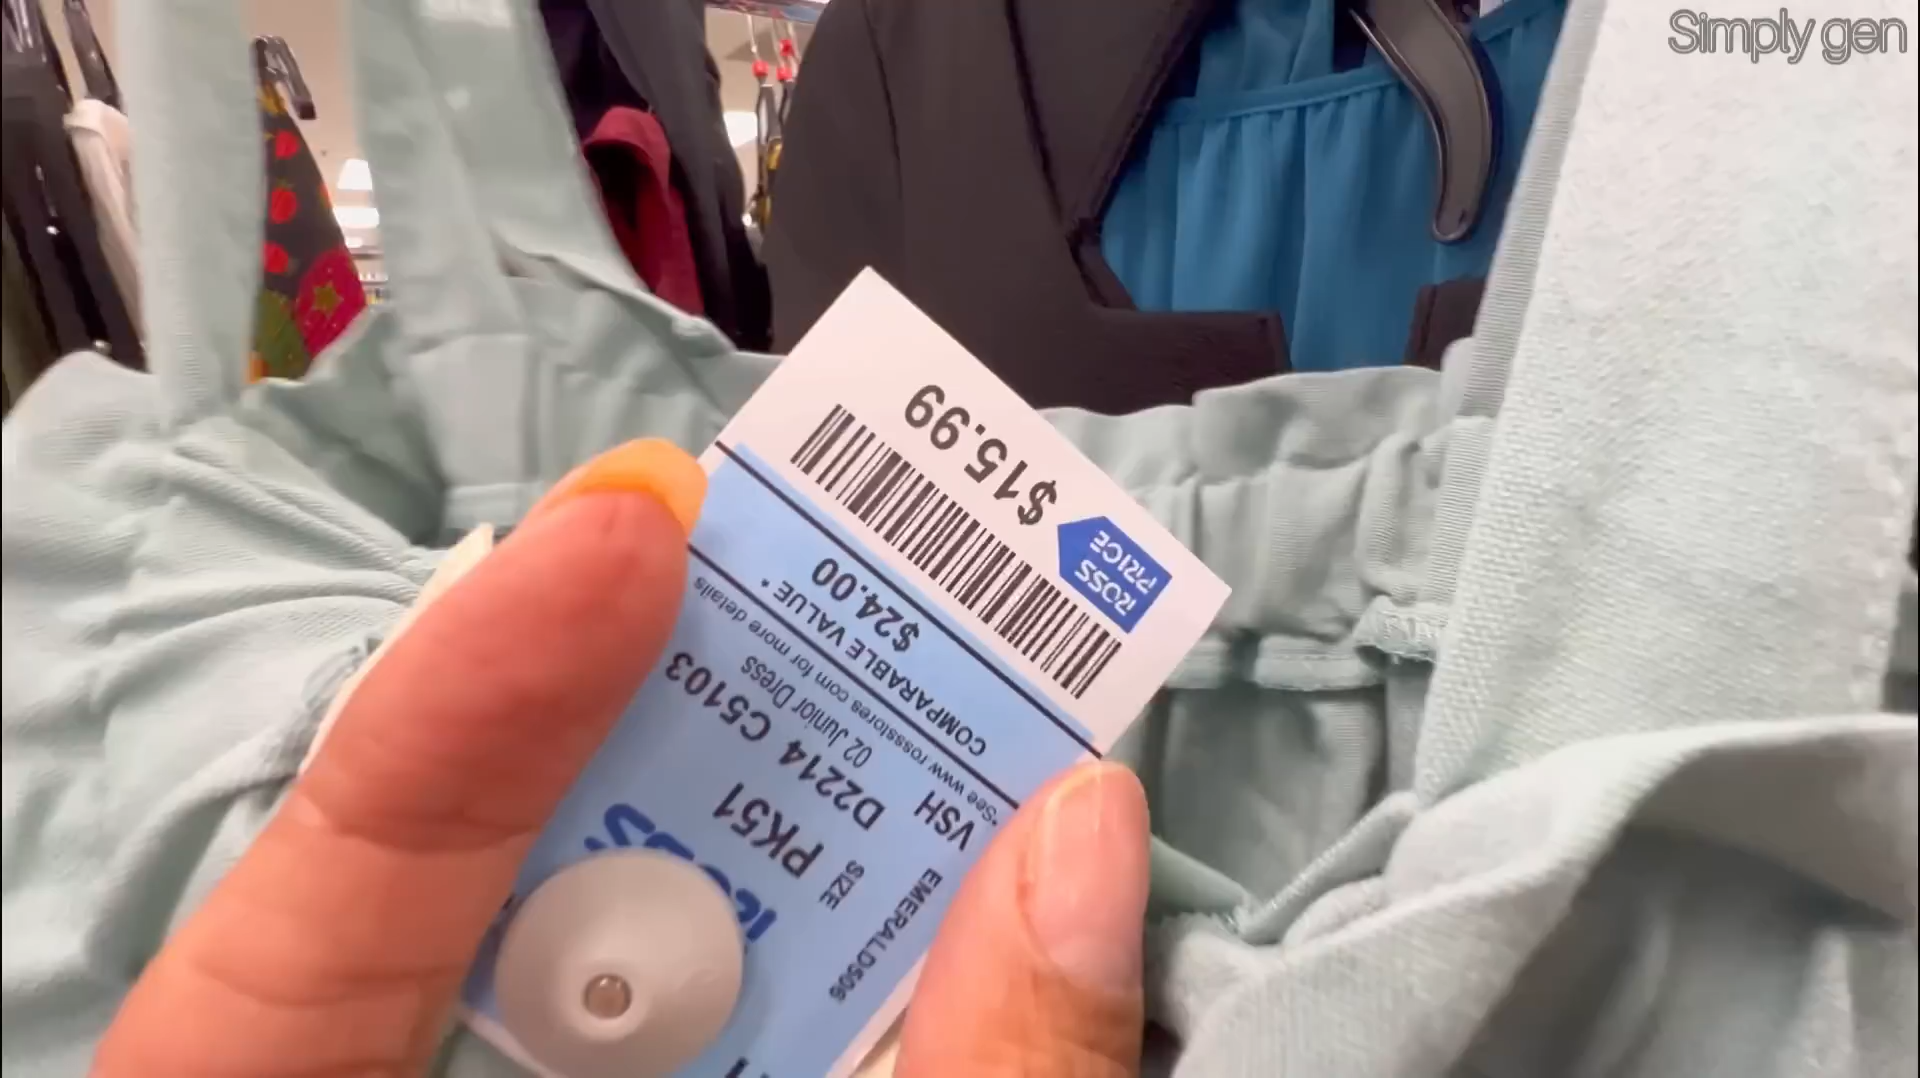 Simply gen
$15.99
ROSS
PRICE
$24.00
COMPARABLE VALUE*
*See www.rossstores.com for more details
02 Junior Dress
VSH
D2214 C5103
PK51
SIZE
EMERALD506